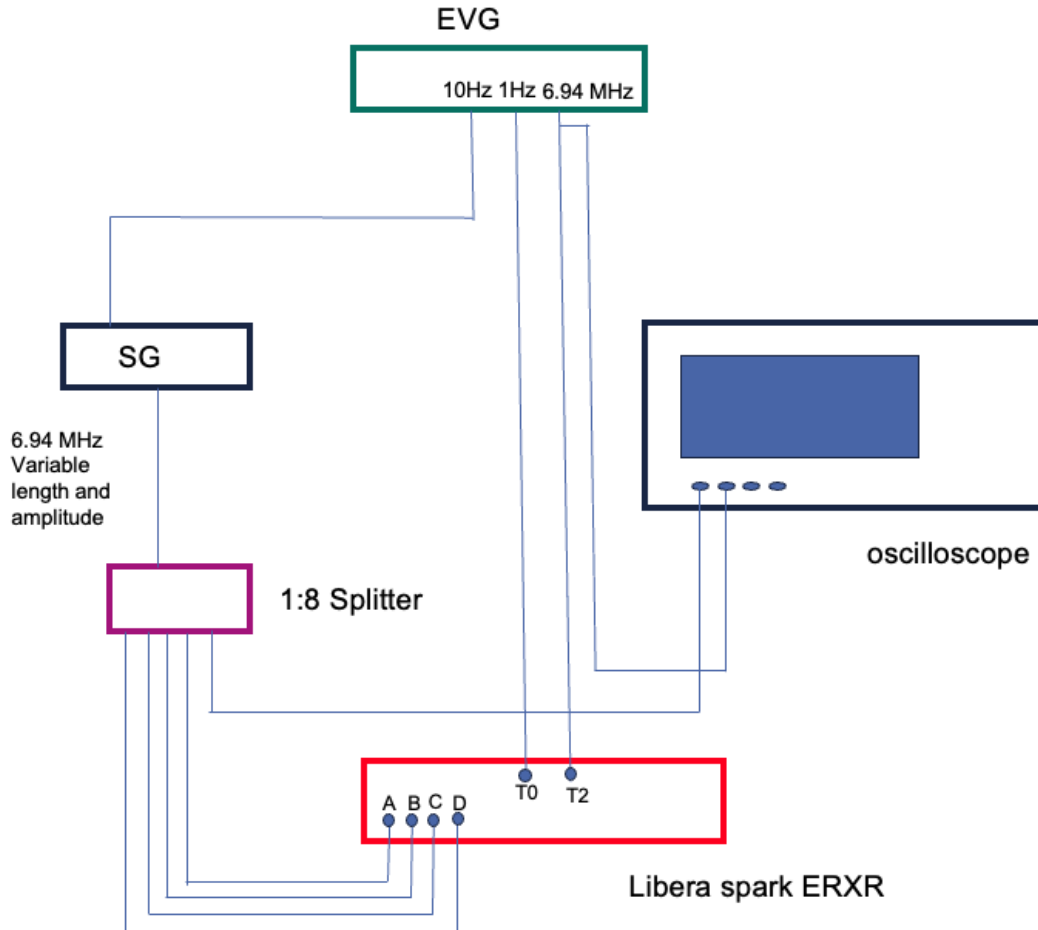 EVG
10Hz 1Hz 6.94 MHz
SG
6.94 MHz
Variable
length and
amplitude
oscilloscope
1:8 Splitter
T0 T2
A B C D
Libera spark ERXR